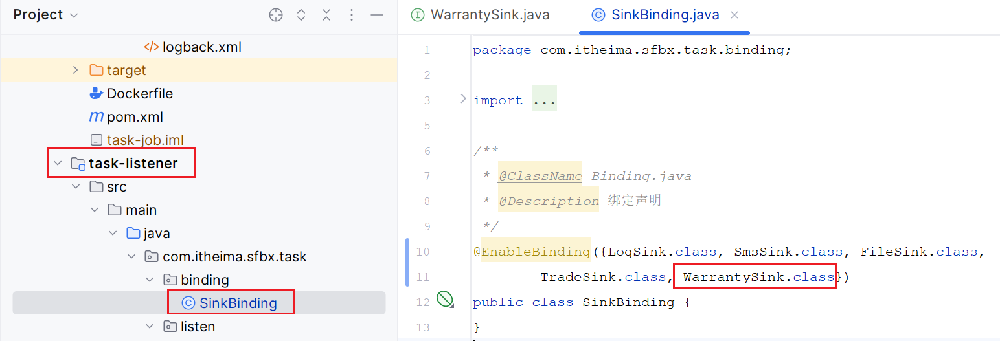 Project
logback.xml
target
Dockerfile
pom.xml
task-job.iml
task-listener
src
main
java
com.itheima.sfbx.task
binding
SinkBinding
listen
WarrantySink.java
SinkBinding.java
1 package com.itheima.sfbx.task.binding;
2
3 import ...
5
6 /**
7 * @ClassName Binding.java
8 * @Description 绑定声明
9 */
10 @EnableBinding({LogSink.class, SmsSink.class, FileSink.class,
11 TradeSink.class, WarrantySink.class})
12 public class SinkBinding {
13 }